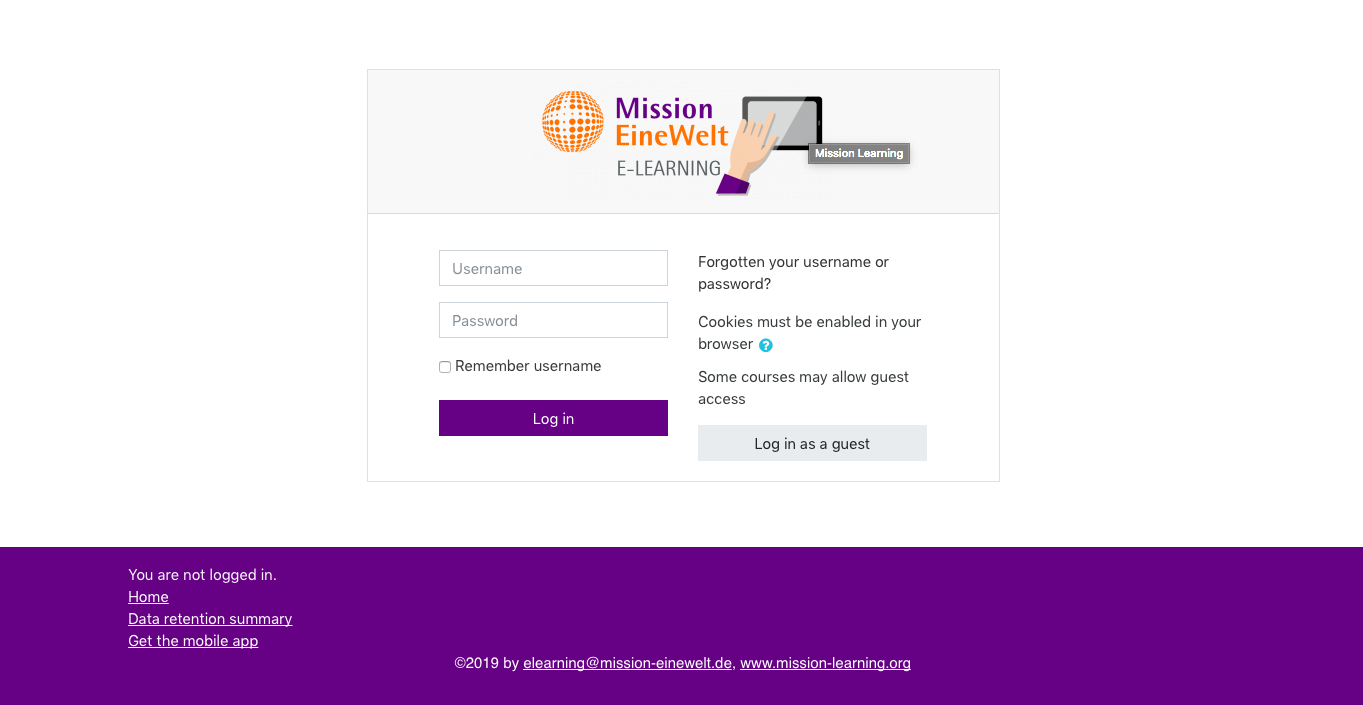 Mission
EineWelt
E-LEARNING
Mission Learning
Username
Password
Remember username
Log in
Forgotten your username or
password?
Cookies must be enabled in your
browser ?
Some courses may allow guest
access
Log in as a guest
You are not logged in.
Home
Data retention summary
Get the mobile app
©2019 by elearning@mission-einewelt.de, www.mission-learning.org